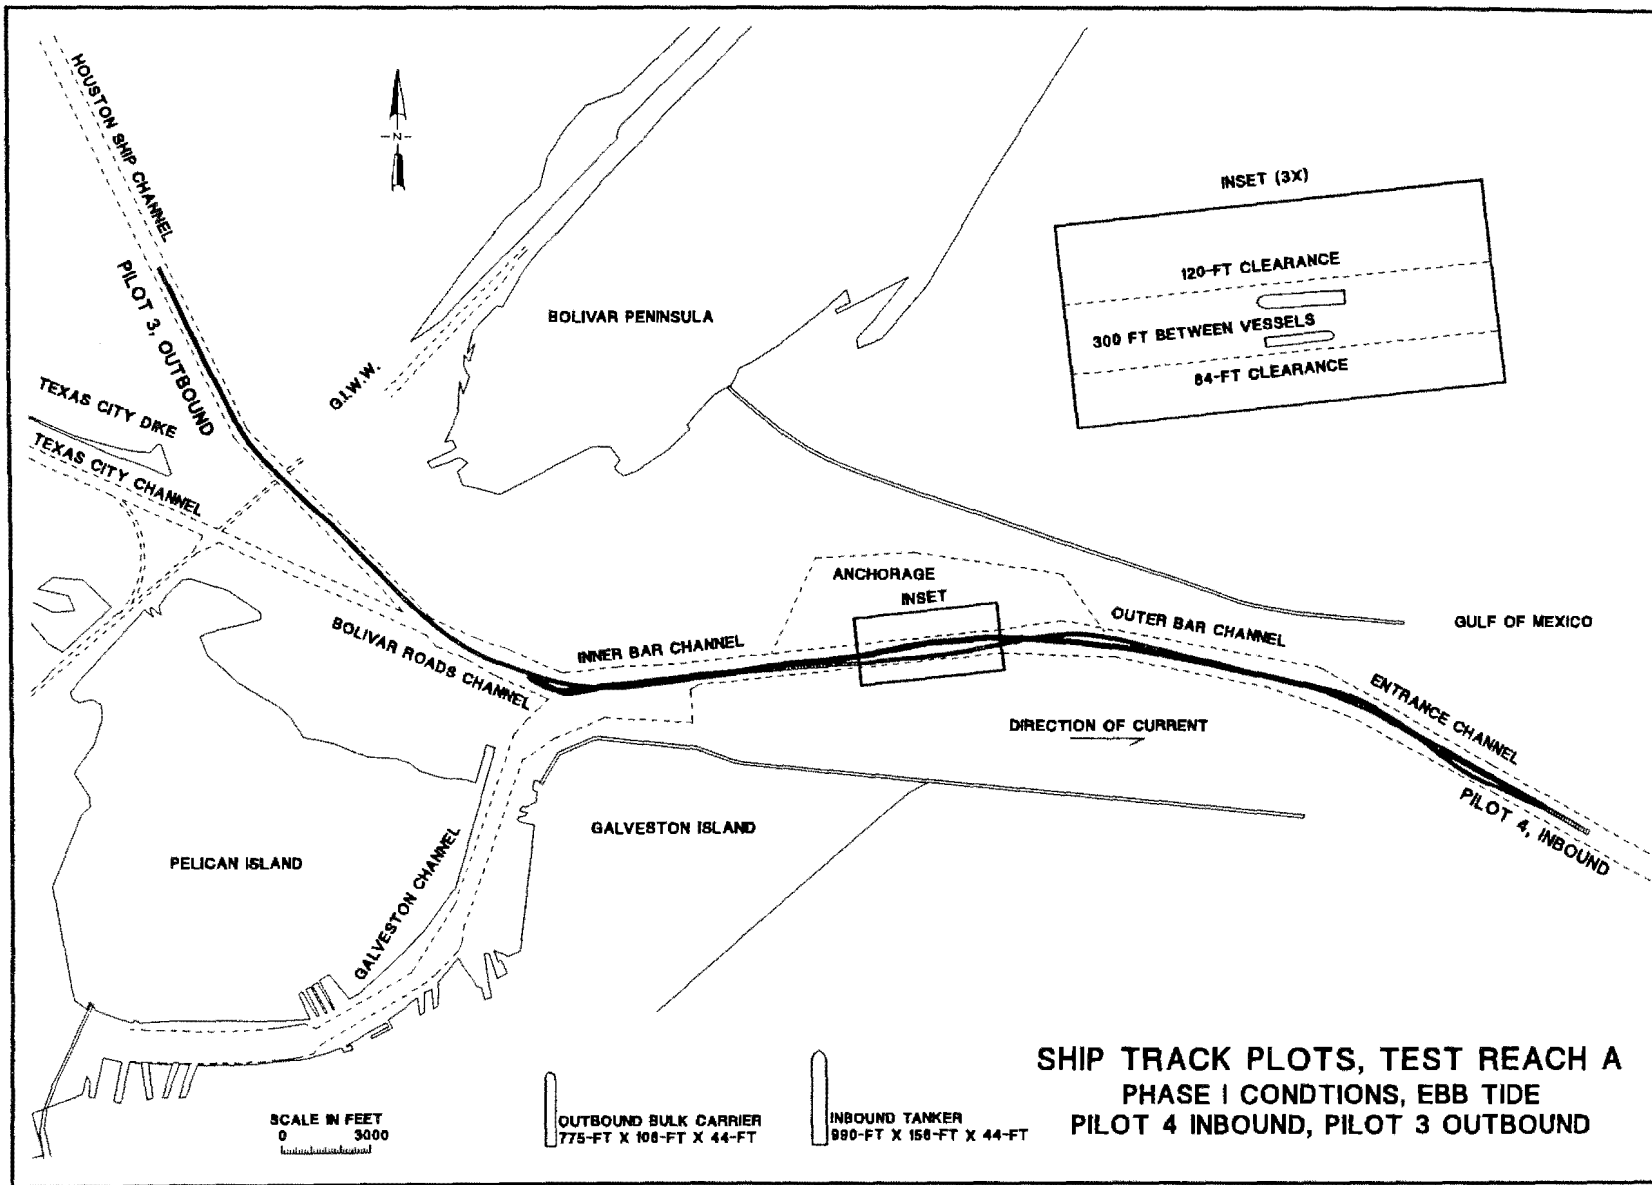 HOUSTON SHIP CHANNEL
N
PILOT 3, OUTBOUND
INSET (3X)
120-FT CLEARANCE
300 FT BETWEEN VESSELS
84-FT CLEARANCE
BOLIVAR PENINSULA
G.I.W.W.
TEXAS CITY DIKE
TEXAS CITY CHANNEL
ANCHORAGE
INSET
BOLIVAR ROADS CHANNEL
INNER BAR CHANNEL
OUTER BAR CHANNEL
GULF OF MEXICO
ENTRANCE CHANNEL
DIRECTION OF CURRENT
PILOT 4, INBOUND
GALVESTON ISLAND
PELICAN ISLAND
GALVESTON CHANNEL
SCALE IN FEET
0 3000
OUTBOUND BULK CARRIER
775-FT X 106-FT X 44-FT
INBOUND TANKER
990-FT X 156-FT X 44-FT
SHIP TRACK PLOTS, TEST REACH A
PHASE I CONDTIONS, EBB TIDE
PILOT 4 INBOUND, PILOT 3 OUTBOUND